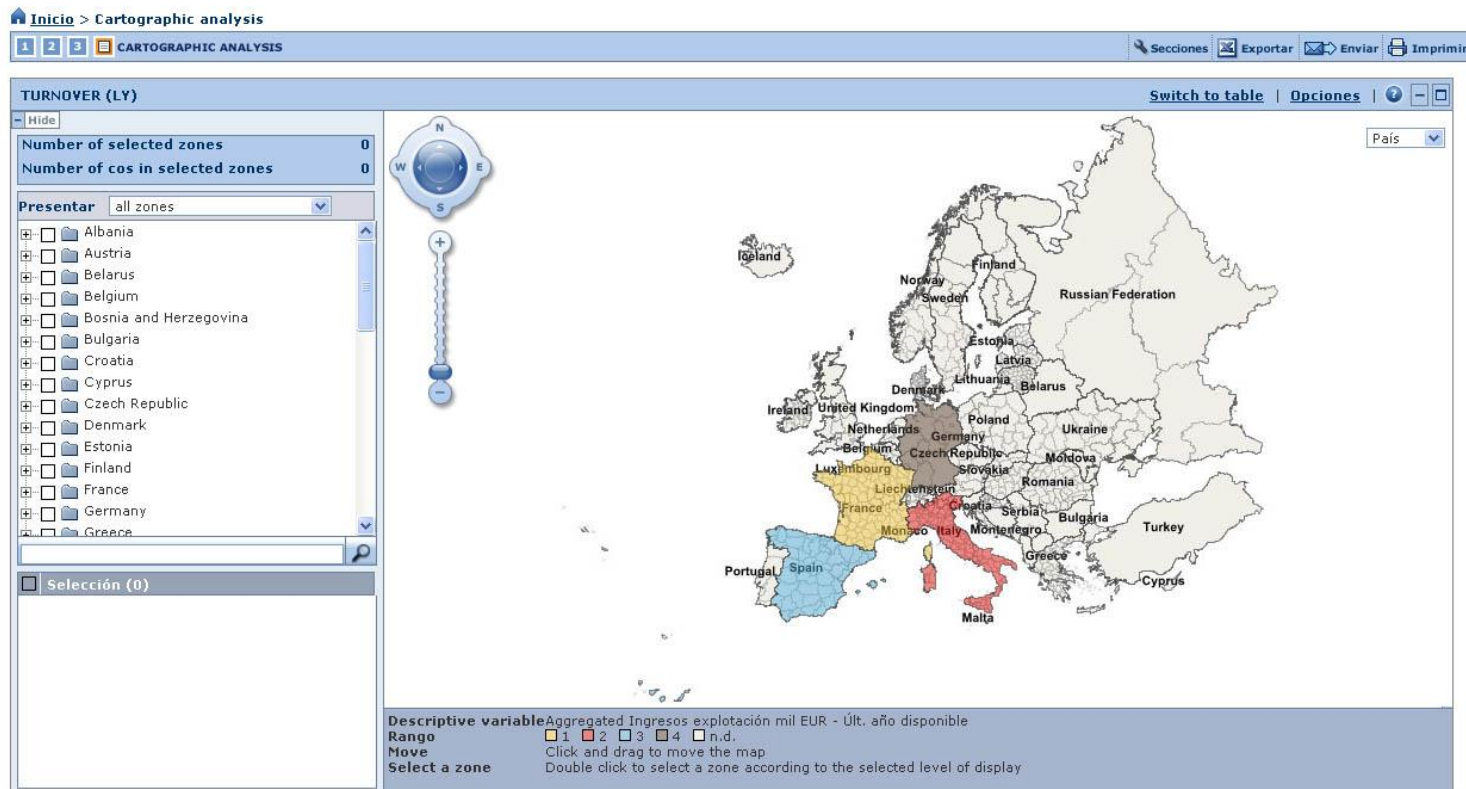 Inicio > Cartographic analysis
1 2 3 CARTOGRAPHIC ANALYSIS
Secciones Exportar Enviar Imprimir
TURNOVER (LY)
Switch to table | Opciones | ?
Hide
Number of selected zones 0
Number of cos in selected zones 0
Presentar all zones
Albania
Austria
Belarus
Belgium
Bosnia and Herzegovina
Bulgaria
Croatia
Cyprus
Czech Republic
Denmark
Estonia
Finland
France
Germany
Greece
Selección (0)
N
W E
S
+
−
País
Iceland
Finland
Norway
Sweden
Russian Federation
Estonia
Latvia
Lithuania
Denmark
Belarus
Ireland
United Kingdom
Poland
Netherlands
Germany
Ukraine
Belgium
Czech Republic
Moldova
Luxembourg
Slovakia
Romania
Liechtenstein
France
Croatia
Serbia
Bulgaria
Monaco
Italy
Montenegro
Turkey
Greece
Portugal
Spain
Cyprus
Malta
Descriptive variable Aggregated Ingresos explotación mil EUR - Últ. año disponible
Rango 1 2 3 4 n.d.
Move Click and drag to move the map
Select a zone Double click to select a zone according to the selected level of display